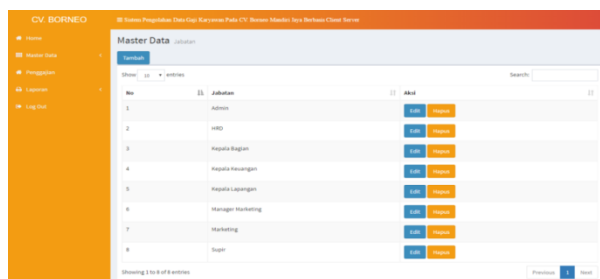 CV. BORNEO
Sistem Pengolahan Data Gaji Karyawan Pada CV. Borneo Mandiri Jaya Berbasis Client Server
Home
Master Data
Penggajian
Laporan
Log Out
Master Data Jabatan
Tambah
Show 10 entries
Search:
No Jabatan Aksi
1 Admin Edit Hapus
2 HRD Edit Hapus
3 Kepala Bagian Edit Hapus
4 Kepala Keuangan Edit Hapus
5 Kepala Lapangan Edit Hapus
6 Manager Marketing Edit Hapus
7 Marketing Edit Hapus
8 Supir Edit Hapus
Showing 1 to 8 of 8 entries
Previous 1 Next